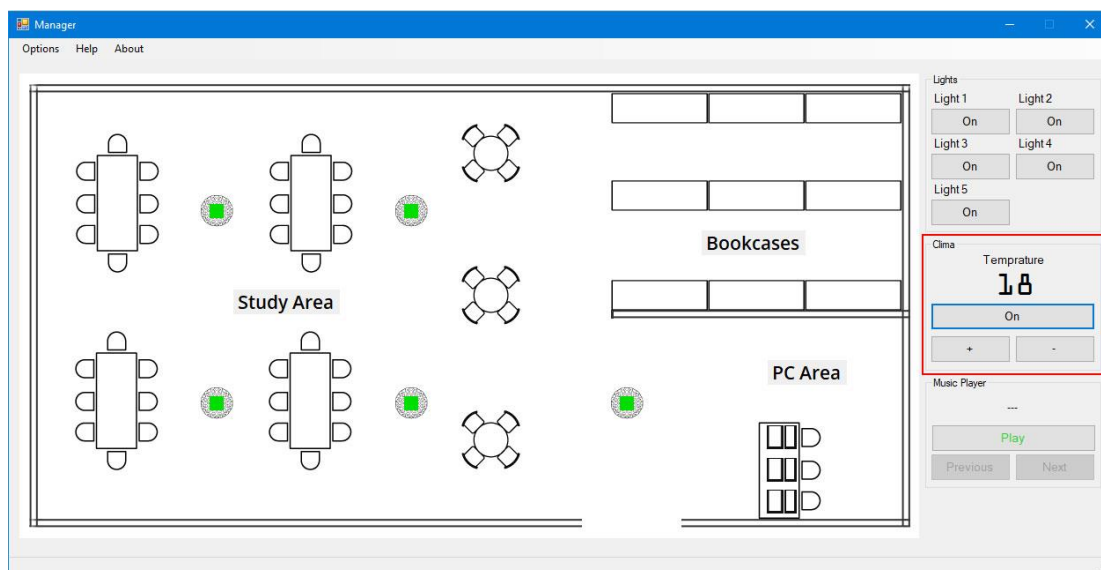 Manager
Options Help About
Study Area
Bookcases
PC Area
Lights
Light 1 Light 2
On On
Light 3 Light 4
On On
Light 5
On
Clima
Temprature
18
On
+ -
Music Player
---
Play
Previous Next